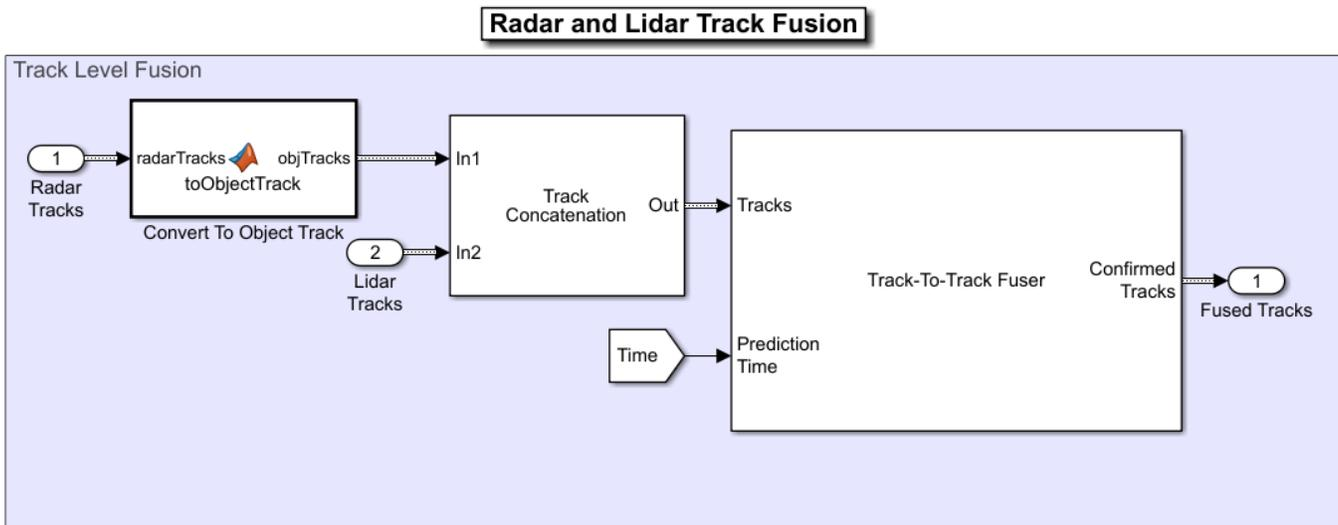 Radar and Lidar Track Fusion
Track Level Fusion
1
Radar
Tracks
radarTracks
objTracks
toObjectTrack
Convert To Object Track
2
Lidar
Tracks
In1
In2
Track
Concatenation
Out
Time
Tracks
Prediction
Time
Track-To-Track Fuser
Confirmed
Tracks
1
Fused Tracks